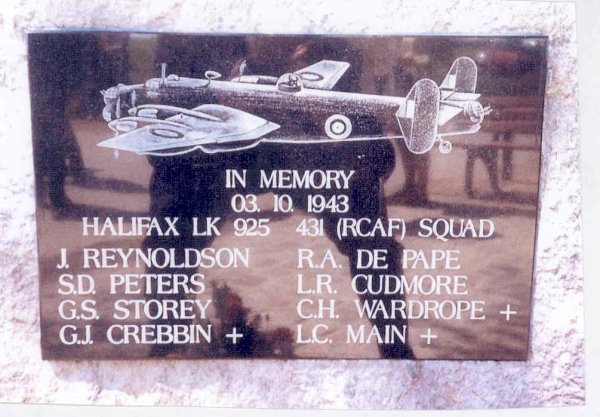 IN MEMORY
03. 10. 1943
HALIFAX LK 925 431 (RCAF) SQUAD
J. REYNOLDSON R.A. DE PAPE
S.D. PETERS L.R. CUDMORE
G.S. STOREY C.H. WARDROPE +
G.J. CREBBIN + L.C. MAIN +